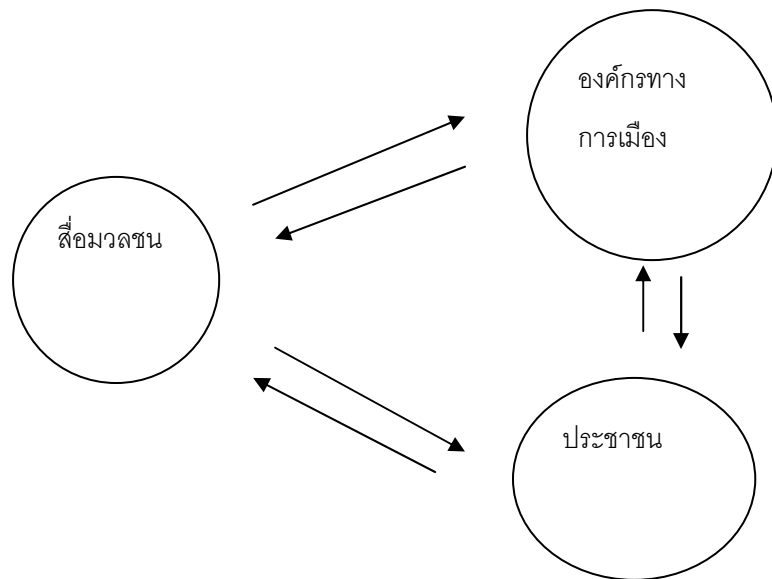 องค์กรทาง
การเมือง
สื่อมวลชน
ประชาชน